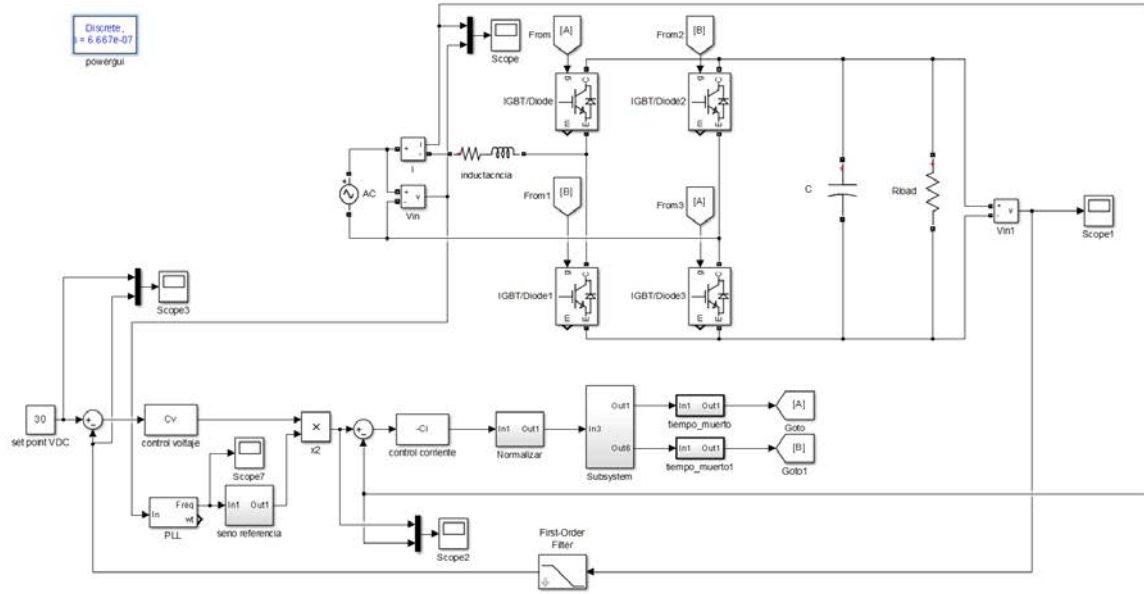 Discrete,
s = 6.667e-07
powergui
Scope
From
[A]
From2
[B]
g
C
m
E
IGBT/Diode
g
C
m
E
IGBT/Diode2
+
-
i
I
inductacncia
AC
+
-
v
Vin
From1
[B]
From3
[A]
C
Rload
+
-
v
Vin1
Scope1
g
C
m
E
IGBT/Diode1
g
C
m
E
IGBT/Diode3
Scope3
30
set point VDC
Cv
control voltaje
×
x2
-Ci
control corriente
In1 Out1
Normalizar
In3
Out1
Out6
Subsystem
In1 Out1
tiempo_muerto
[A]
Goto
In1 Out1
tiempo_muerto1
[B]
Goto1
Scope7
In
Freq
wt
PLL
In1 Out1
seno referencia
Scope2
First-Order
Filter